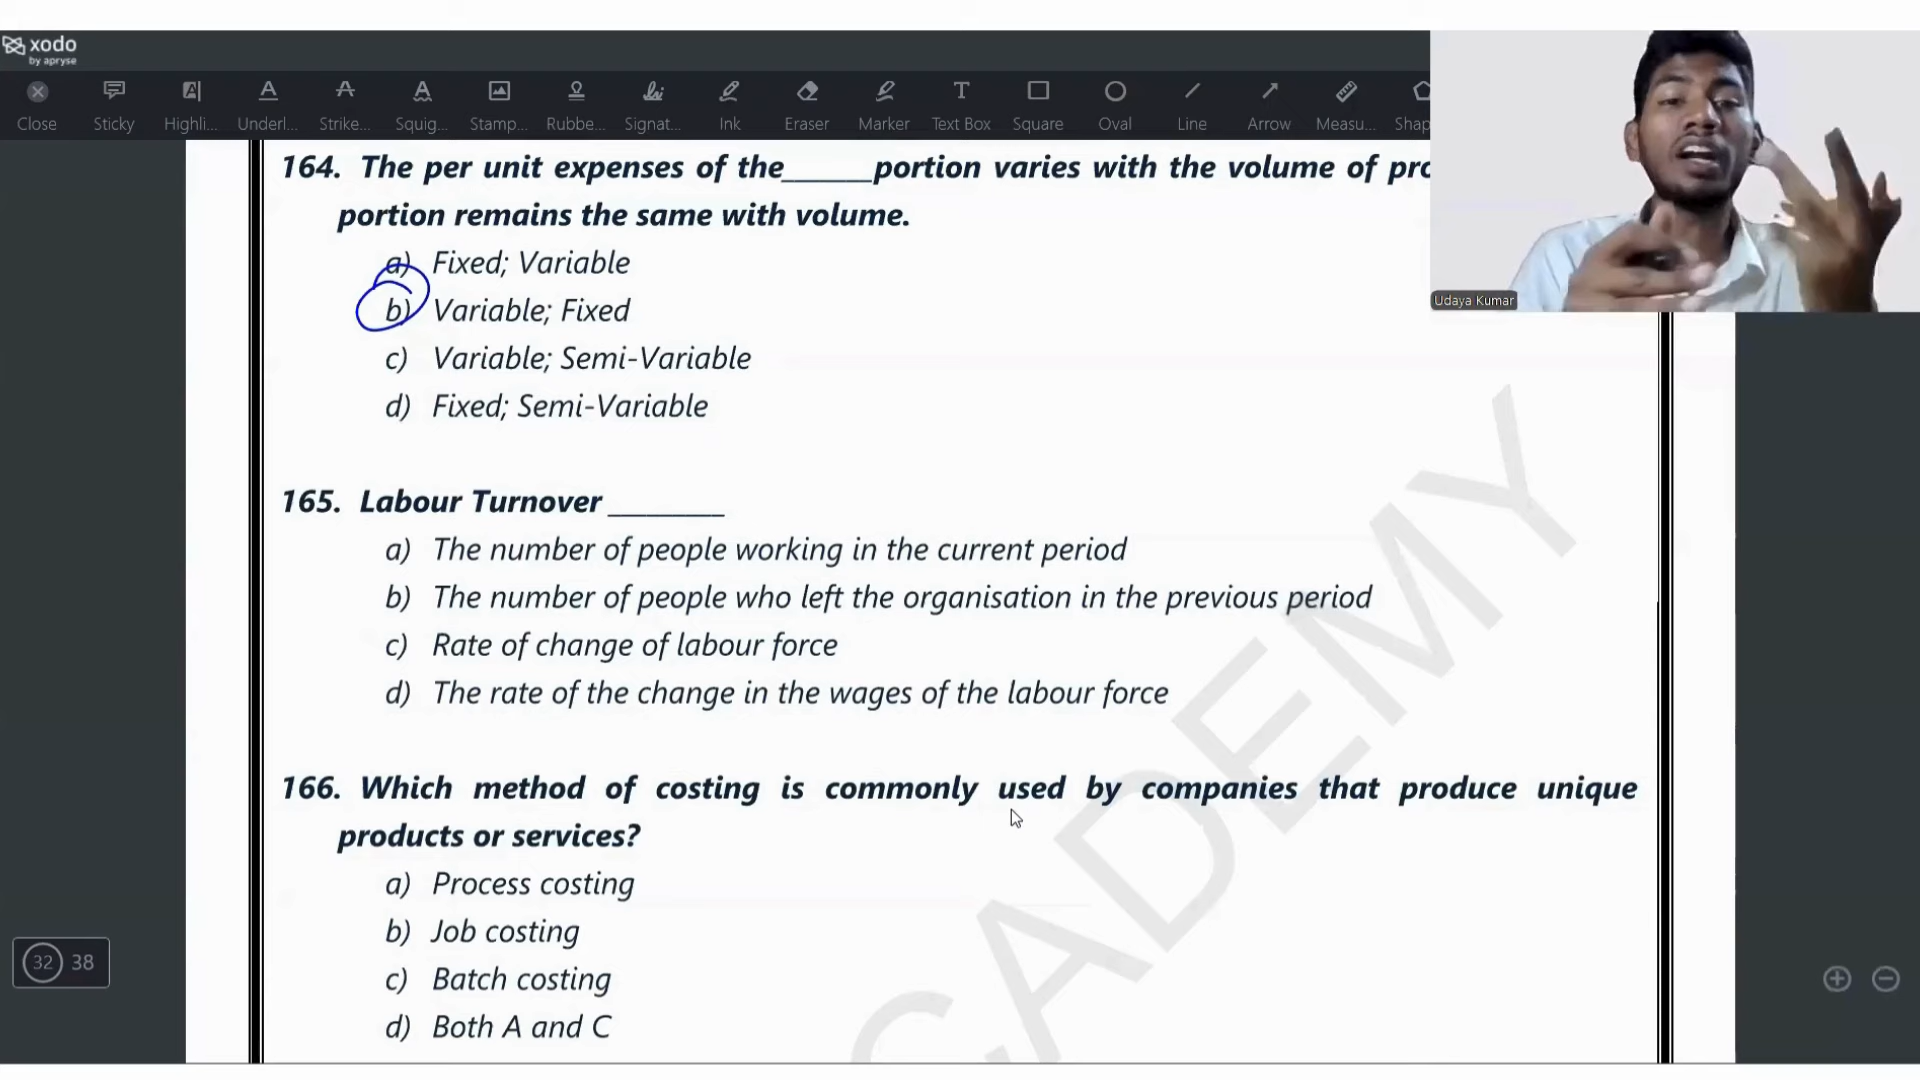 xodo
by apryse
Close Sticky Highli... Underl... Strike... Squig... Stamp... Rubbe... Signat... Ink Eraser Marker Text Box Square Oval Line Arrow Measu... Shap
164. The per unit expenses of the______portion varies with the volume of pro
portion remains the same with volume.
a) Fixed; Variable
b) Variable; Fixed
c) Variable; Semi-Variable
d) Fixed; Semi-Variable
Udaya Kumar
165. Labour Turnover ________
a) The number of people working in the current period
b) The number of people who left the organisation in the previous period
c) Rate of change of labour force
d) The rate of the change in the wages of the labour force
166. Which method of costing is commonly used by companies that produce unique
products or services?
a) Process costing
b) Job costing
c) Batch costing
d) Both A and C
32 38
CADEMY